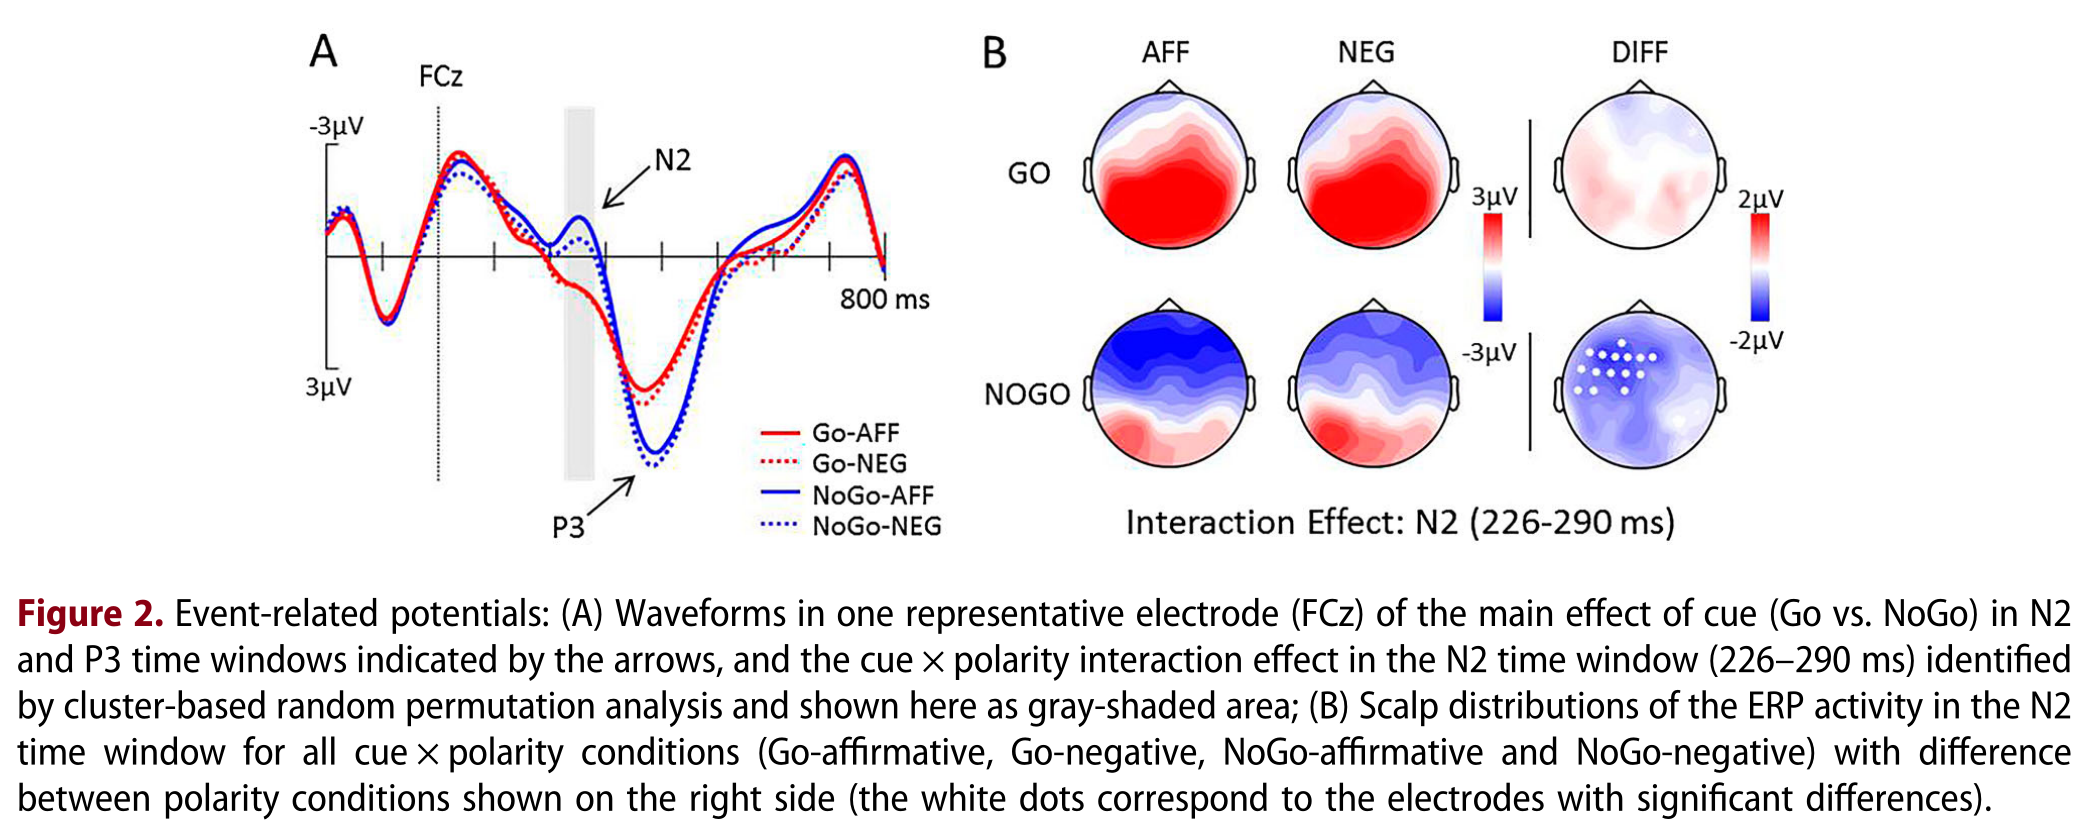 A
FCz
-3µV
N2
800 ms
3µV
Go-AFF
Go-NEG
NoGo-AFF
NoGo-NEG
P3
B
AFF NEG DIFF
GO
3µV
2µV
-3µV
-2µV
NOGO
Interaction Effect: N2 (226-290 ms)
Figure 2. Event-related potentials: (A) Waveforms in one representative electrode (FCz) of the main effect of cue (Go vs. NoGo) in N2
and P3 time windows indicated by the arrows, and the cue × polarity interaction effect in the N2 time window (226–290 ms) identified
by cluster-based random permutation analysis and shown here as gray-shaded area; (B) Scalp distributions of the ERP activity in the N2
time window for all cue × polarity conditions (Go-affirmative, Go-negative, NoGo-affirmative and NoGo-negative) with difference
between polarity conditions shown on the right side (the white dots correspond to the electrodes with significant differences).